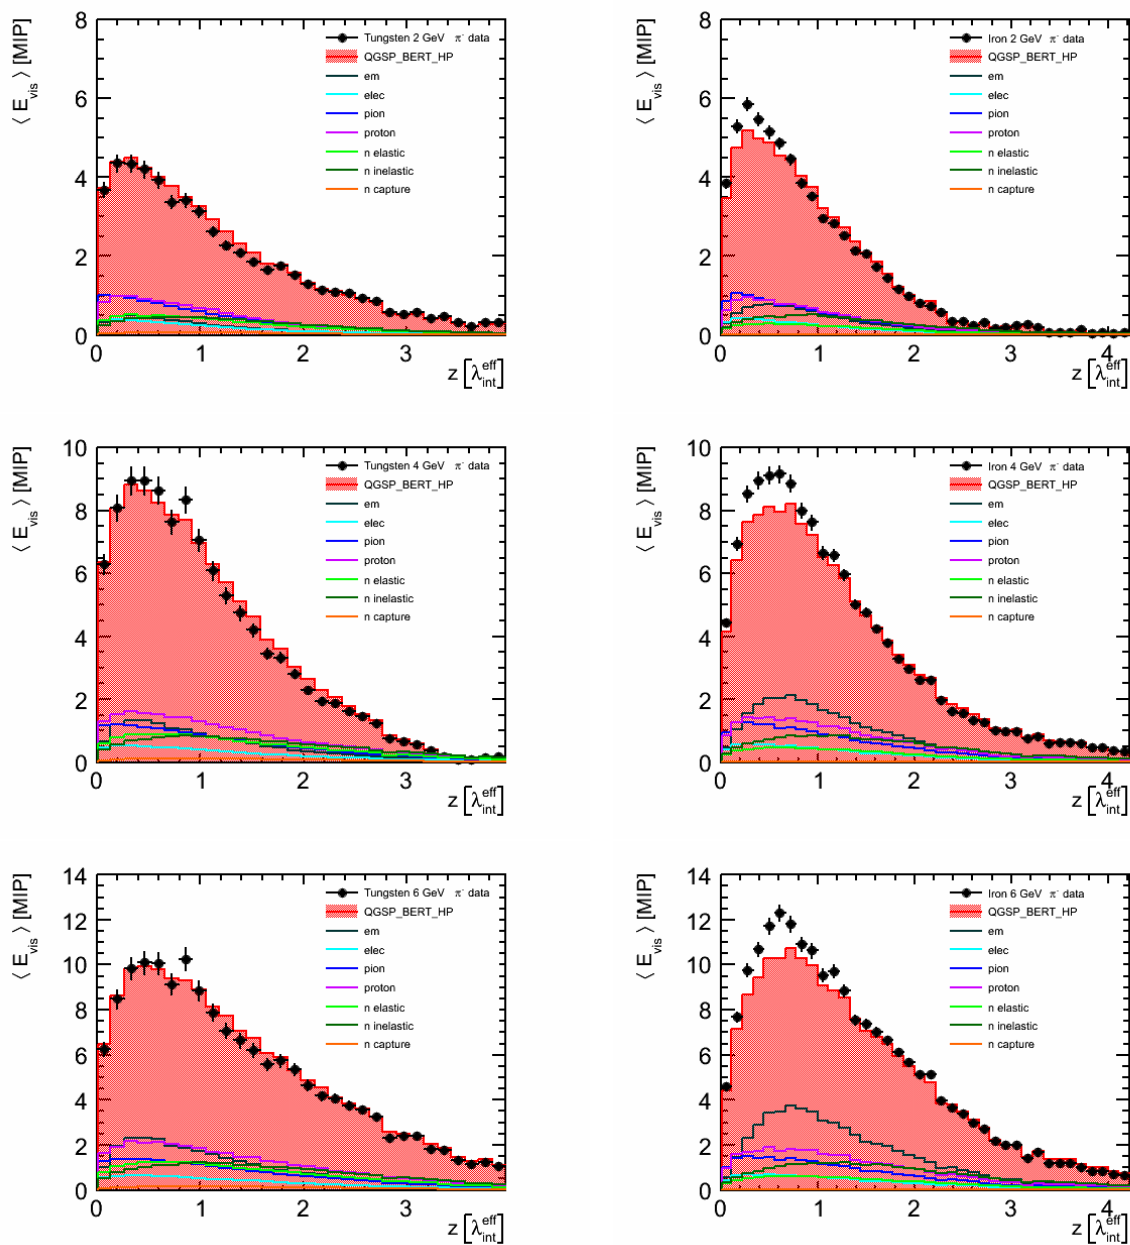 ⟨ E_vis ⟩ [MIP]
8
6
4
2
0
Tungsten 2 GeV π⁻ data
QGSP_BERT_HP
em
elec
pion
proton
n elastic
n inelastic
n capture
0 1 2 3
z [λ_int^eff]
⟨ E_vis ⟩ [MIP]
8
6
4
2
0
Iron 2 GeV π⁻ data
QGSP_BERT_HP
em
elec
pion
proton
n elastic
n inelastic
n capture
0 1 2 3 4
z [λ_int^eff]
⟨ E_vis ⟩ [MIP]
10
8
6
4
2
0
Tungsten 4 GeV π⁻ data
QGSP_BERT_HP
em
elec
pion
proton
n elastic
n inelastic
n capture
0 1 2 3
z [λ_int^eff]
⟨ E_vis ⟩ [MIP]
10
8
6
4
2
0
Iron 4 GeV π⁻ data
QGSP_BERT_HP
em
elec
pion
proton
n elastic
n inelastic
n capture
0 1 2 3 4
z [λ_int^eff]
⟨ E_vis ⟩ [MIP]
14
12
10
8
6
4
2
0
Tungsten 6 GeV π⁻ data
QGSP_BERT_HP
em
elec
pion
proton
n elastic
n inelastic
n capture
0 1 2 3
z [λ_int^eff]
⟨ E_vis ⟩ [MIP]
14
12
10
8
6
4
2
0
Iron 6 GeV π⁻ data
QGSP_BERT_HP
em
elec
pion
proton
n elastic
n inelastic
n capture
0 1 2 3 4
z [λ_int^eff]